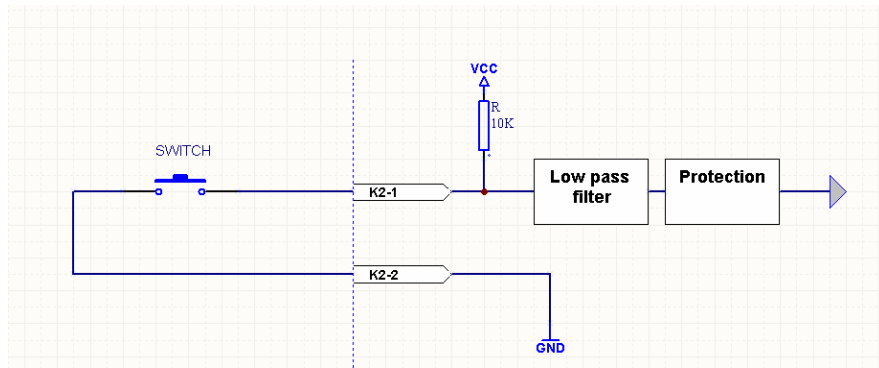 VCC
R
10K
SWITCH
K2-1
Low pass
filter
Protection
K2-2
GND